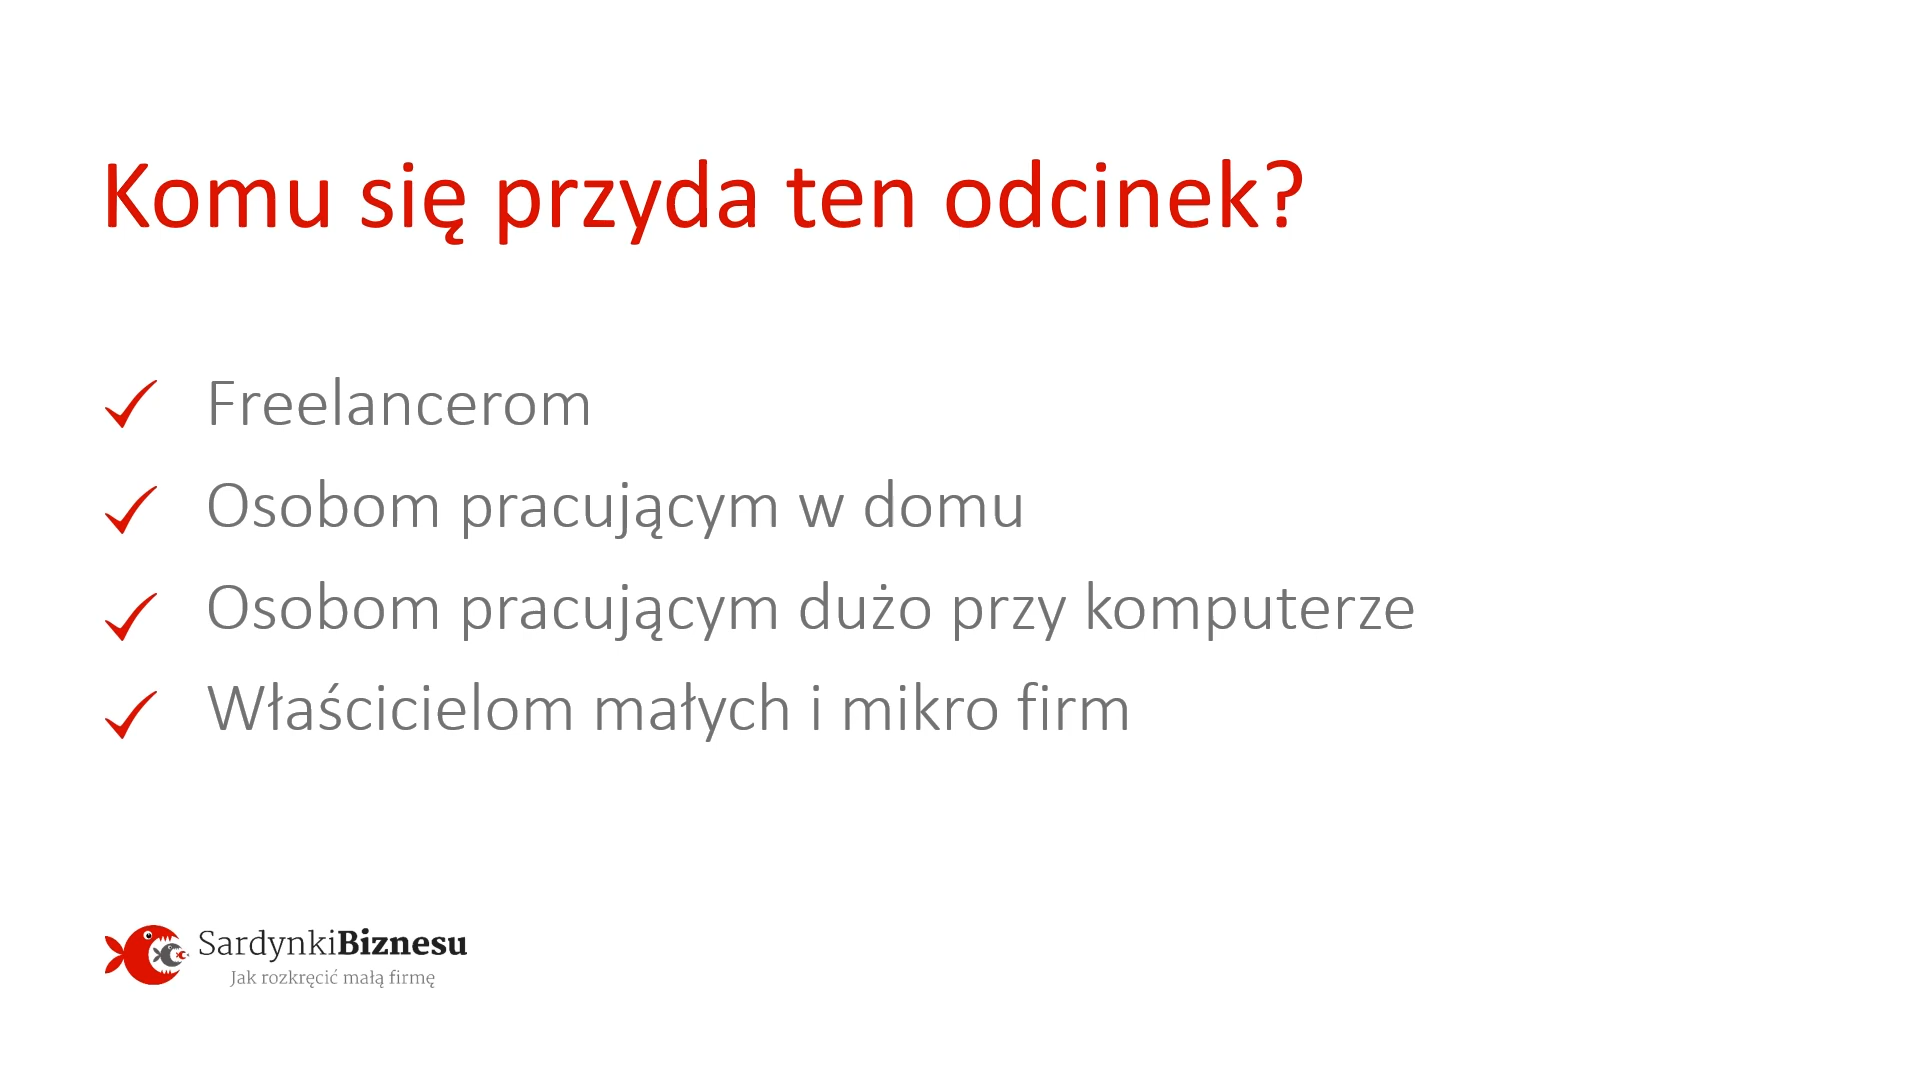 Komu się przyda ten odcinek?
Freelancerom
Osobom pracującym w domu
Osobom pracującym dużo przy komputerze
Właścicielom małych i mikro firm
SardynkiBiznesu
Jak rozkręcić małą firmę